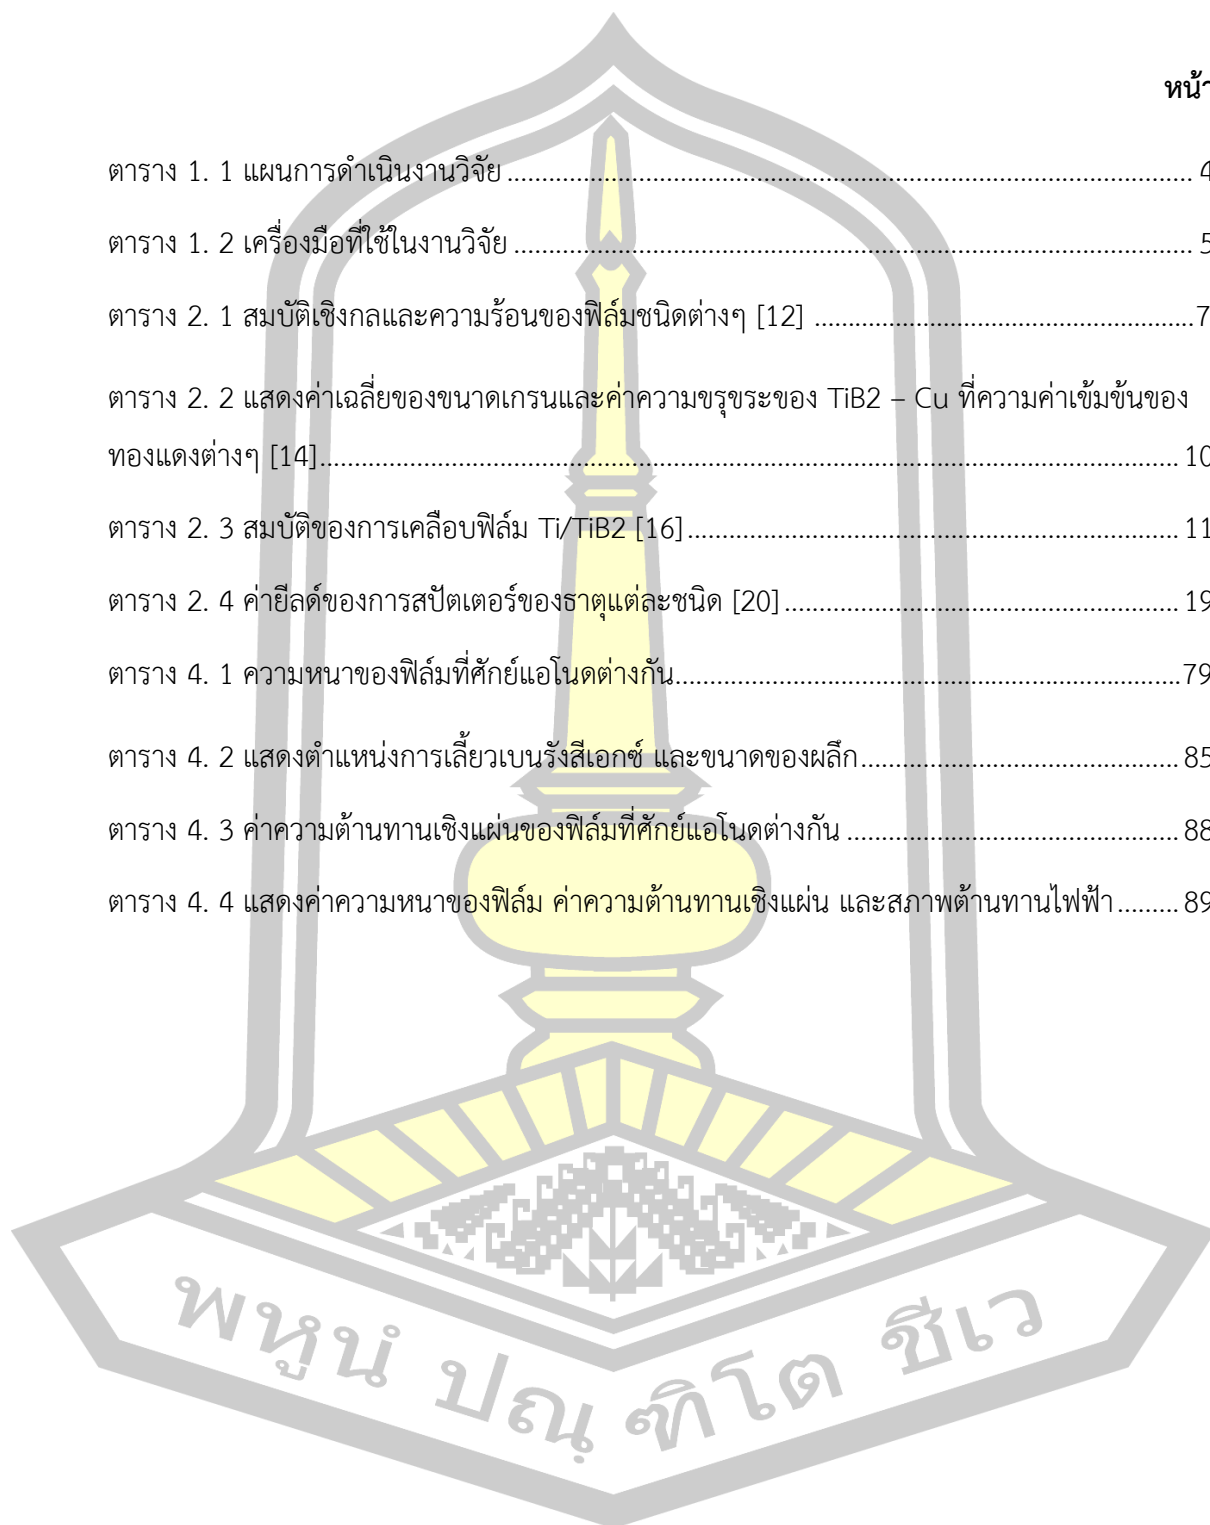 หน้า
ตาราง 1. 1 แผนการดำเนินงานวิจัย ........................................................................................................ 4
ตาราง 1. 2 เครื่องมือที่ใช้ในงานวิจัย ....................................................................................................... 5
ตาราง 2. 1 สมบัติเชิงกลและความร้อนของฟิล์มชนิดต่างๆ [12] .........................................................7
ตาราง 2. 2 แสดงค่าเฉลี่ยของขนาดเกรนและค่าความขรุขระของ TiB2 – Cu ที่ความค่าเข้มข้นของ
ทองแดงต่างๆ [14]................................................................................................................................. 10
ตาราง 2. 3 สมบัติของการเคลือบฟิล์ม Ti/TiB2 [16].......................................................................... 11
ตาราง 2. 4 ค่ายีลด์ของการสปัตเตอร์ของธาตุแต่ละชนิด [20]........................................................... 19
ตาราง 4. 1 ความหนาของฟิล์มที่ศักย์แอโนดต่างกัน............................................................................79
ตาราง 4. 2 แสดงตำแหน่งการเลี้ยวเบนรังสีเอกซ์ และขนาดของผลึก................................................ 85
ตาราง 4. 3 ค่าความต้านทานเชิงแผ่นของฟิล์มที่ศักย์แอโนดต่างกัน .................................................. 88
ตาราง 4. 4 แสดงค่าความหนาของฟิล์ม ค่าความต้านทานเชิงแผ่น และสภาพต้านทานไฟฟ้า......... 89
พหูนํ ปณฺฑิโต ชีเว